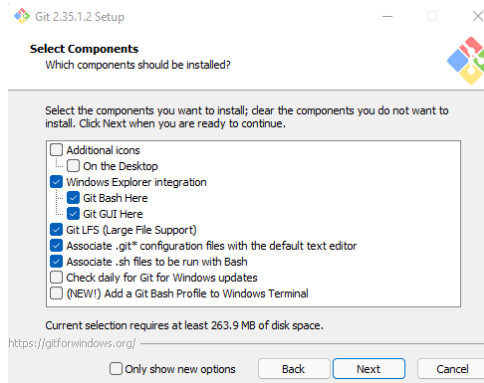 Git 2.35.1.2 Setup
Select Components
Which components should be installed?
Select the components you want to install; clear the components you do not want to
install. Click Next when you are ready to continue.
Additional icons
On the Desktop
Windows Explorer integration
Git Bash Here
Git GUI Here
Git LFS (Large File Support)
Associate .git* configuration files with the default text editor
Associate .sh files to be run with Bash
Check daily for Git for Windows updates
(NEW!) Add a Git Bash Profile to Windows Terminal
Current selection requires at least 263.9 MB of disk space.
https://gitforwindows.org/
Only show new options Back Next Cancel